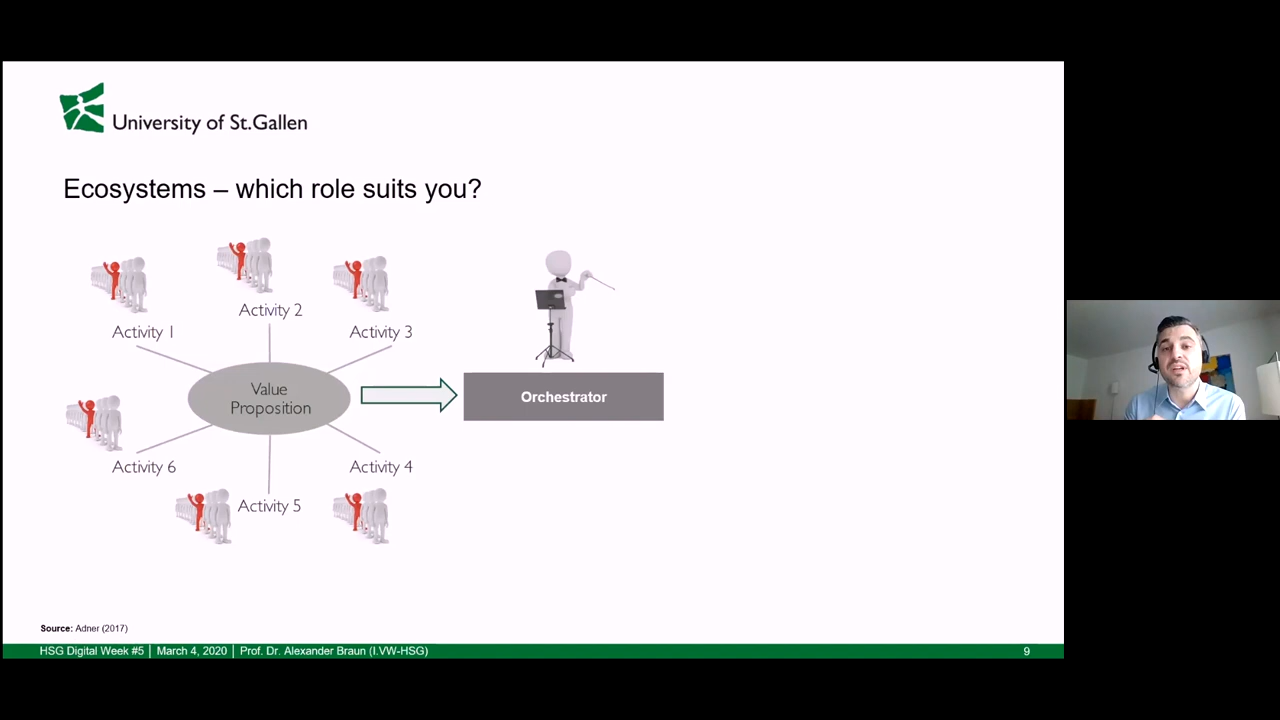 University of St.Gallen
Ecosystems – which role suits you?
Activity 1
Activity 2
Activity 3
Value
Proposition
Orchestrator
Activity 6
Activity 4
Activity 5
Source: Adner (2017)
HSG Digital Week #5 | March 4, 2020 | Prof. Dr. Alexander Braun (I.VW-HSG)
9